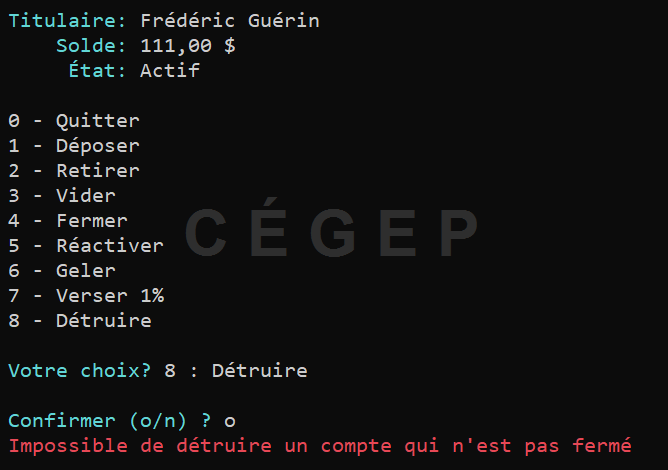 Titulaire: Frédéric Guérin
Solde: 111,00 $
État: Actif
0 - Quitter
1 - Déposer
2 - Retirer
3 - Vider
4 - Fermer
5 - Réactiver
6 - Geler
7 - Verser 1%
8 - Détruire
CÉGEP
Votre choix? 8 : Détruire
Confirmer (o/n) ? o
Impossible de détruire un compte qui n'est pas fermé